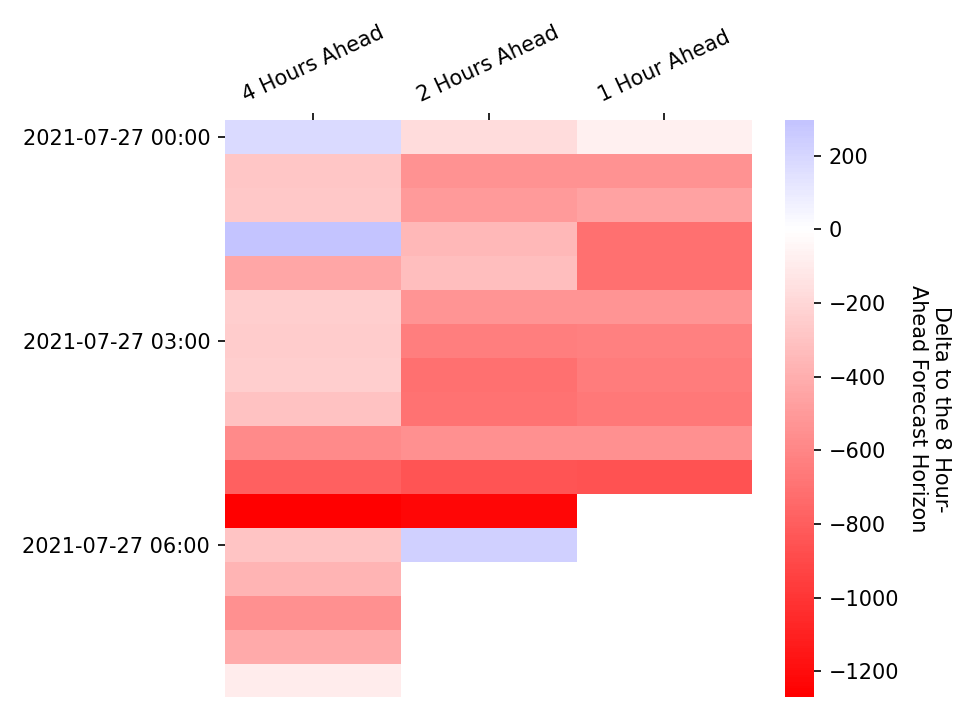 4 Hours Ahead
2 Hours Ahead
1 Hour Ahead
2021-07-27 00:00
2021-07-27 03:00
2021-07-27 06:00
200
0
−200
−400
−600
−800
−1000
−1200
Delta to the 8 Hour-
Ahead Forecast Horizon